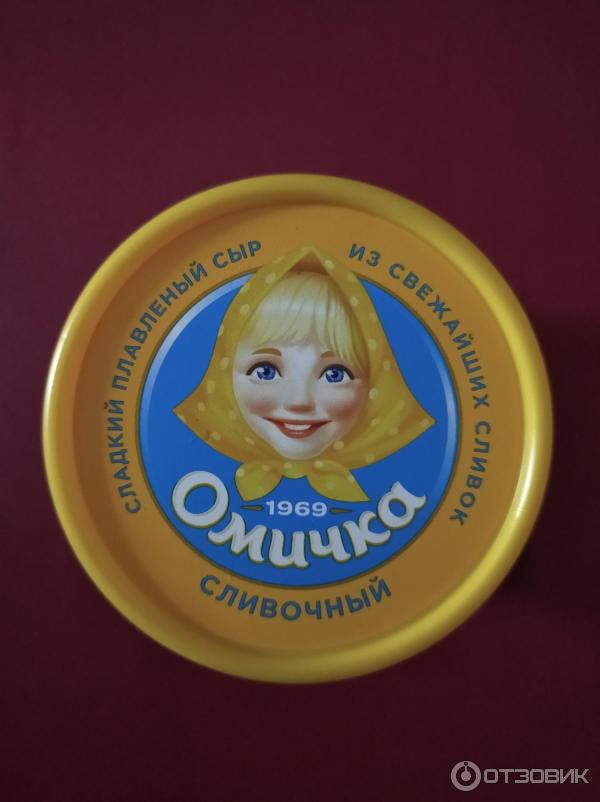 СЛАДКИЙ ПЛАВЛЕНЫЙ СЫР
ИЗ СВЕЖАЙШИХ СЛИВОК
1969
Омичка
СЛИВОЧНЫЙ
ОТЗОВИК